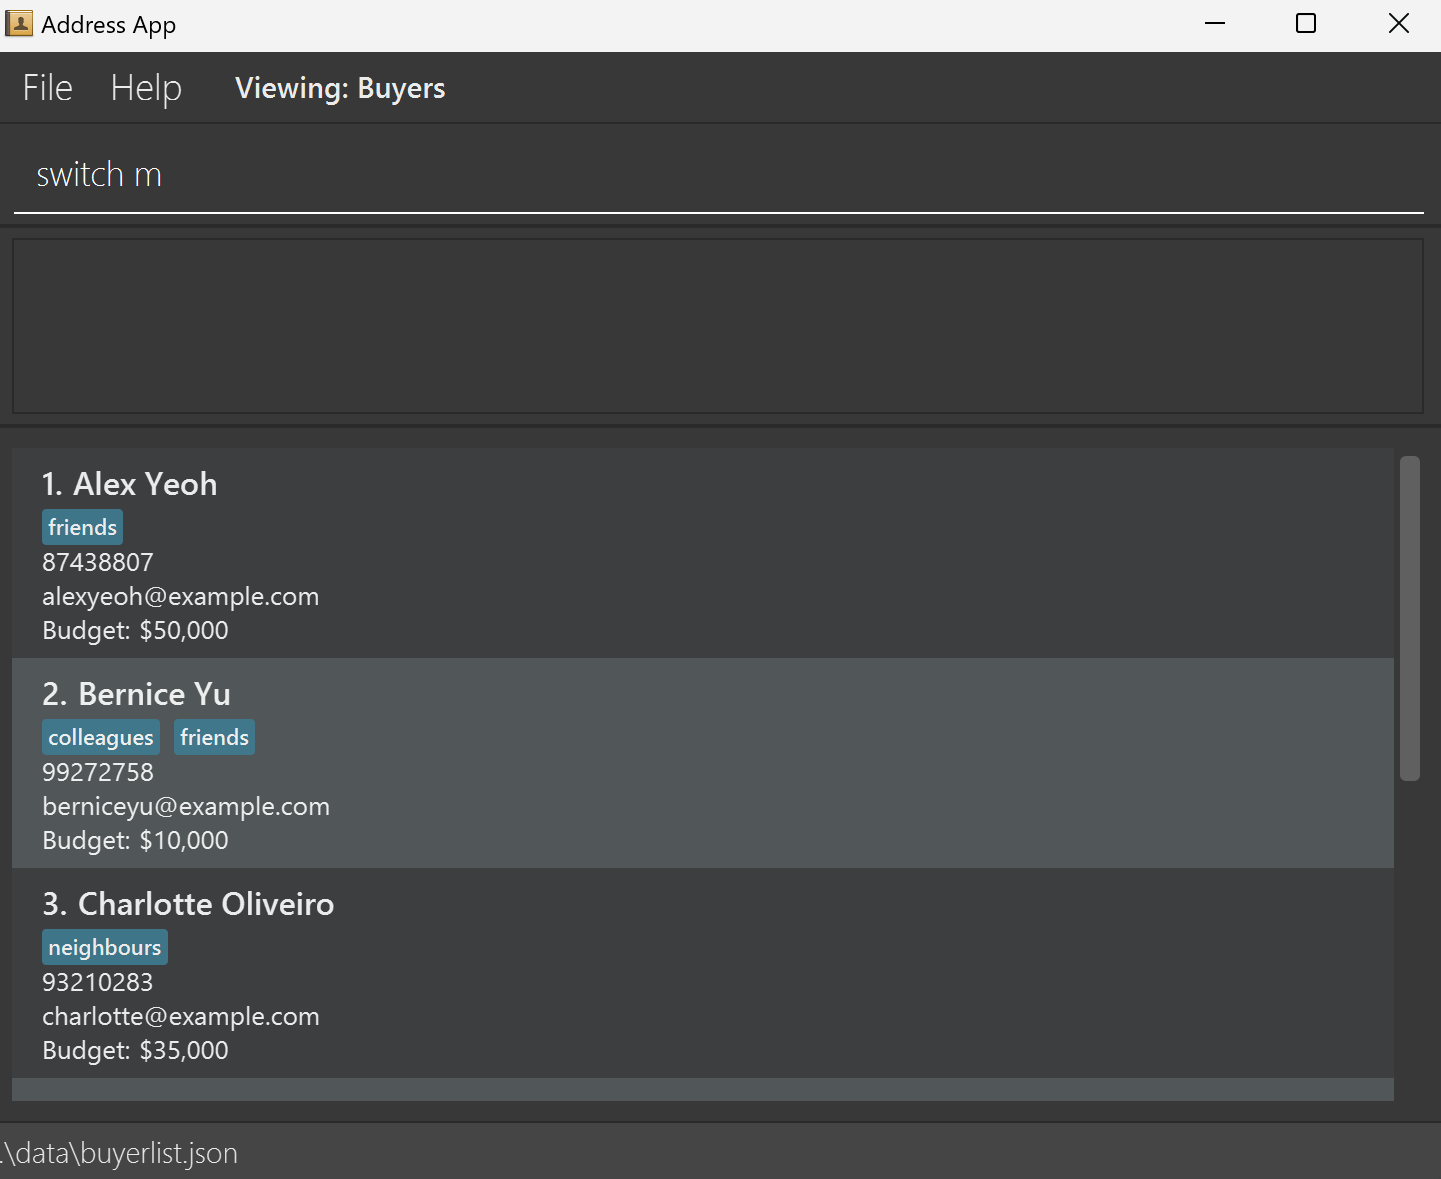 Address App
File Help Viewing: Buyers
switch m
1. Alex Yeoh
friends
87438807
alexyeoh@example.com
Budget: $50,000
2. Bernice Yu
colleagues friends
99272758
berniceyu@example.com
Budget: $10,000
3. Charlotte Oliveiro
neighbours
93210283
charlotte@example.com
Budget: $35,000
.\data\buyerlist.json